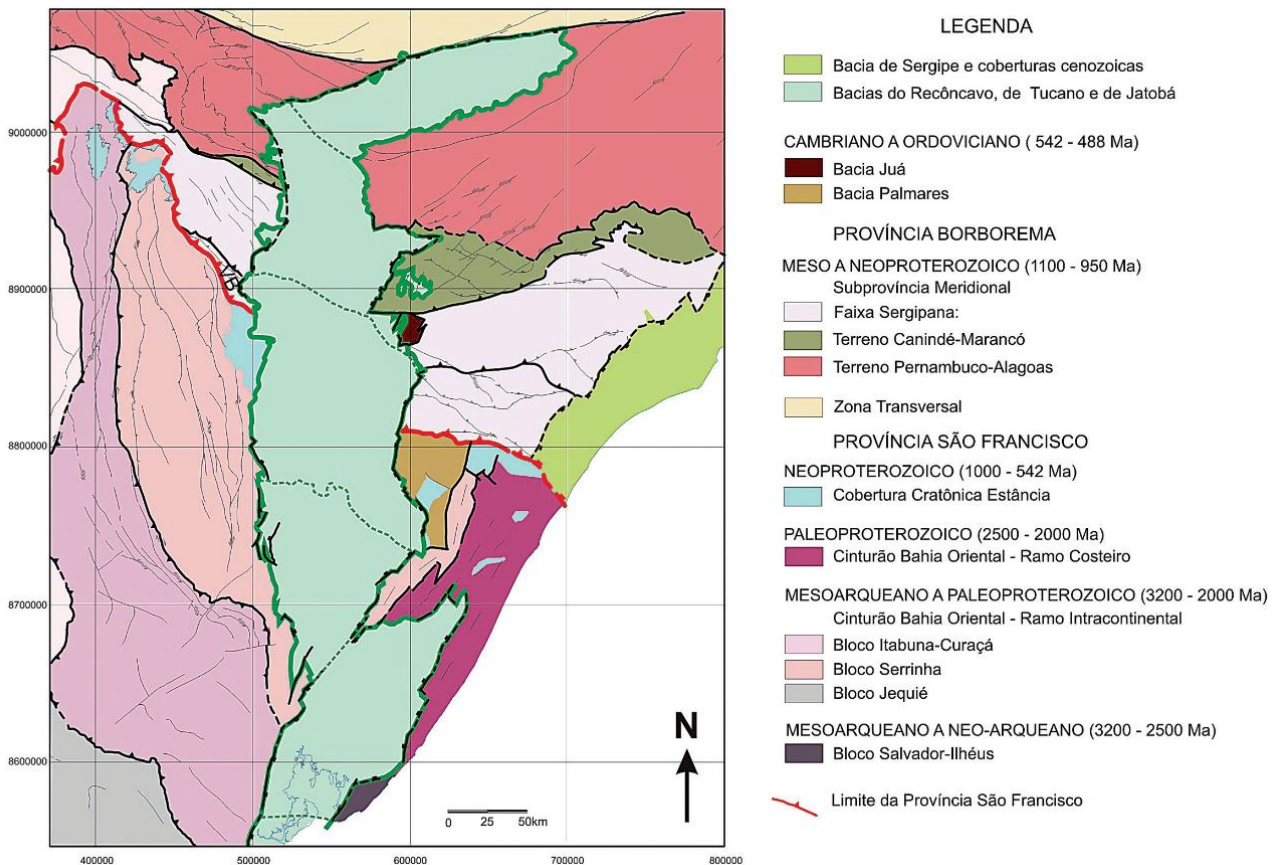 LEGENDA
Bacia de Sergipe e coberturas cenozoicas
Bacias do Recôncavo, de Tucano e de Jatobá
CAMBRIANO A ORDOVICIANO ( 542 - 488 Ma)
Bacia Juá
Bacia Palmares
PROVÍNCIA BORBOREMA
MESO A NEOPROTEROZOICO (1100 - 950 Ma)
Subprovíncia Meridional
Faixa Sergipana:
Terreno Canindé-Marancó
Terreno Pernambuco-Alagoas
Zona Transversal
PROVÍNCIA SÃO FRANCISCO
NEOPROTEROZOICO (1000 - 542 Ma)
Cobertura Cratônica Estância
PALEOPROTEROZOICO (2500 - 2000 Ma)
Cinturão Bahia Oriental - Ramo Costeiro
MESOARQUEANO A PALEOPROTEROZOICO (3200 - 2000 Ma)
Cinturão Bahia Oriental - Ramo Intracontinental
Bloco Itabuna-Curaçá
Bloco Serrinha
Bloco Jequié
MESOARQUEANO A NEO-ARQUEANO (3200 - 2500 Ma)
Bloco Salvador-Ilhéus
Limite da Província São Francisco
9000000
8900000
8800000
8700000
8600000
VB
N
0 25 50km
400000 500000 600000 700000 800000